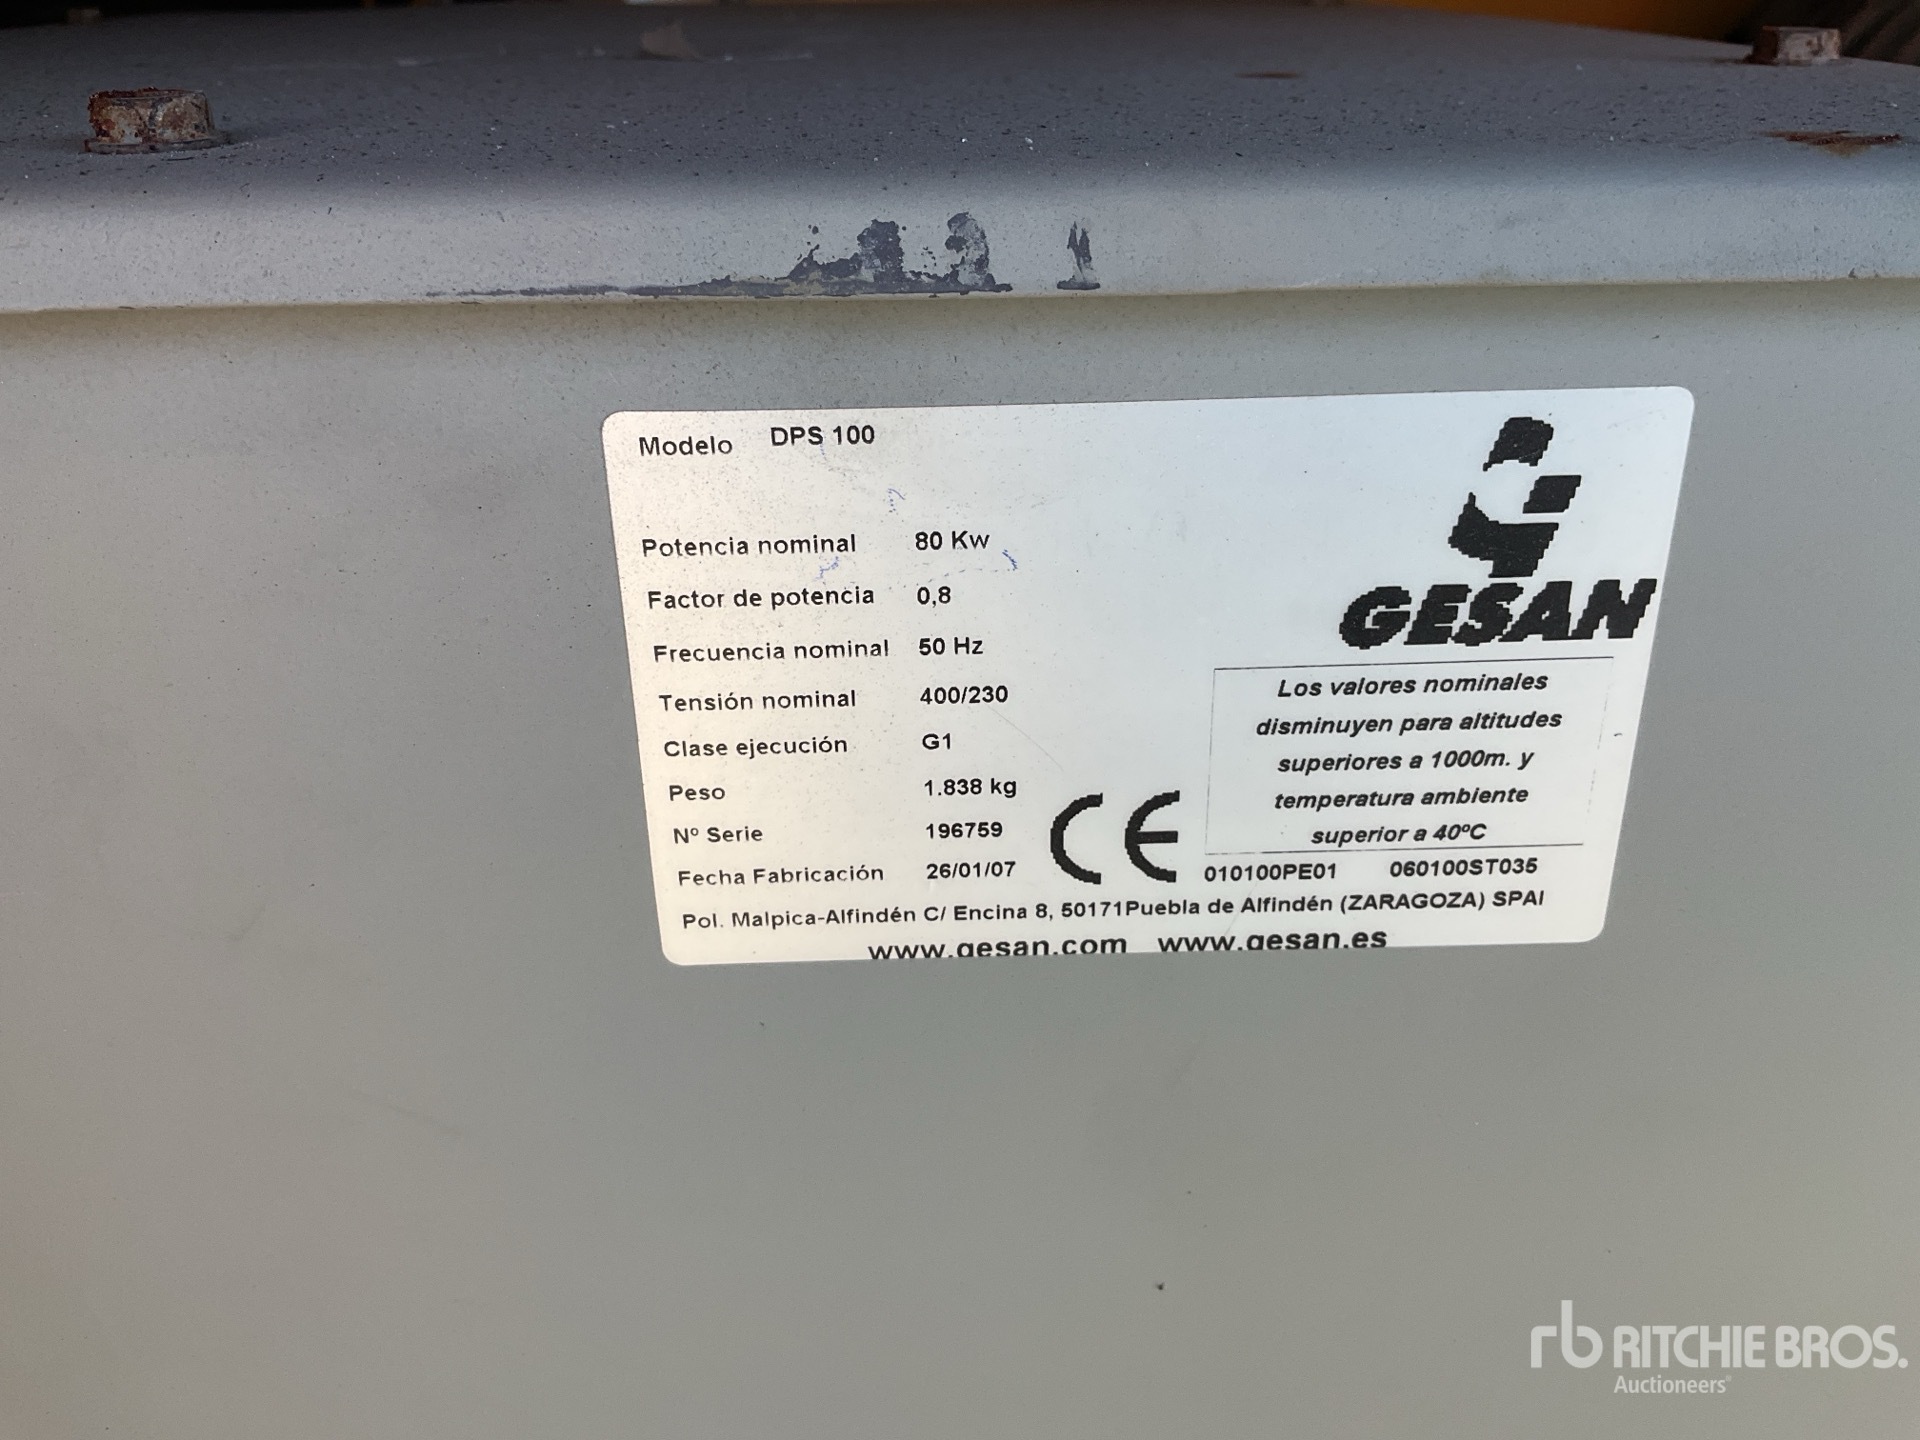 Modelo DPS 100
Potencia nominal 80 Kw
Factor de potencia 0,8
Frecuencia nominal 50 Hz
Tensión nominal 400/230
Clase ejecución G1
Peso 1.838 kg
Nº Serie 196759
Fecha Fabricación 26/01/07
CE
GESAN
Los valores nominales
disminuyen para altitudes
superiores a 1000m. y
temperatura ambiente
superior a 40ºC
010100PE01 060100ST035
Pol. Malpica-Alfindén C/ Encina 8, 50171Puebla de Alfindén (ZARAGOZA) SPAI
www.gesan.com www.gesan.es
rb RITCHIE BROS.
Auctioneers